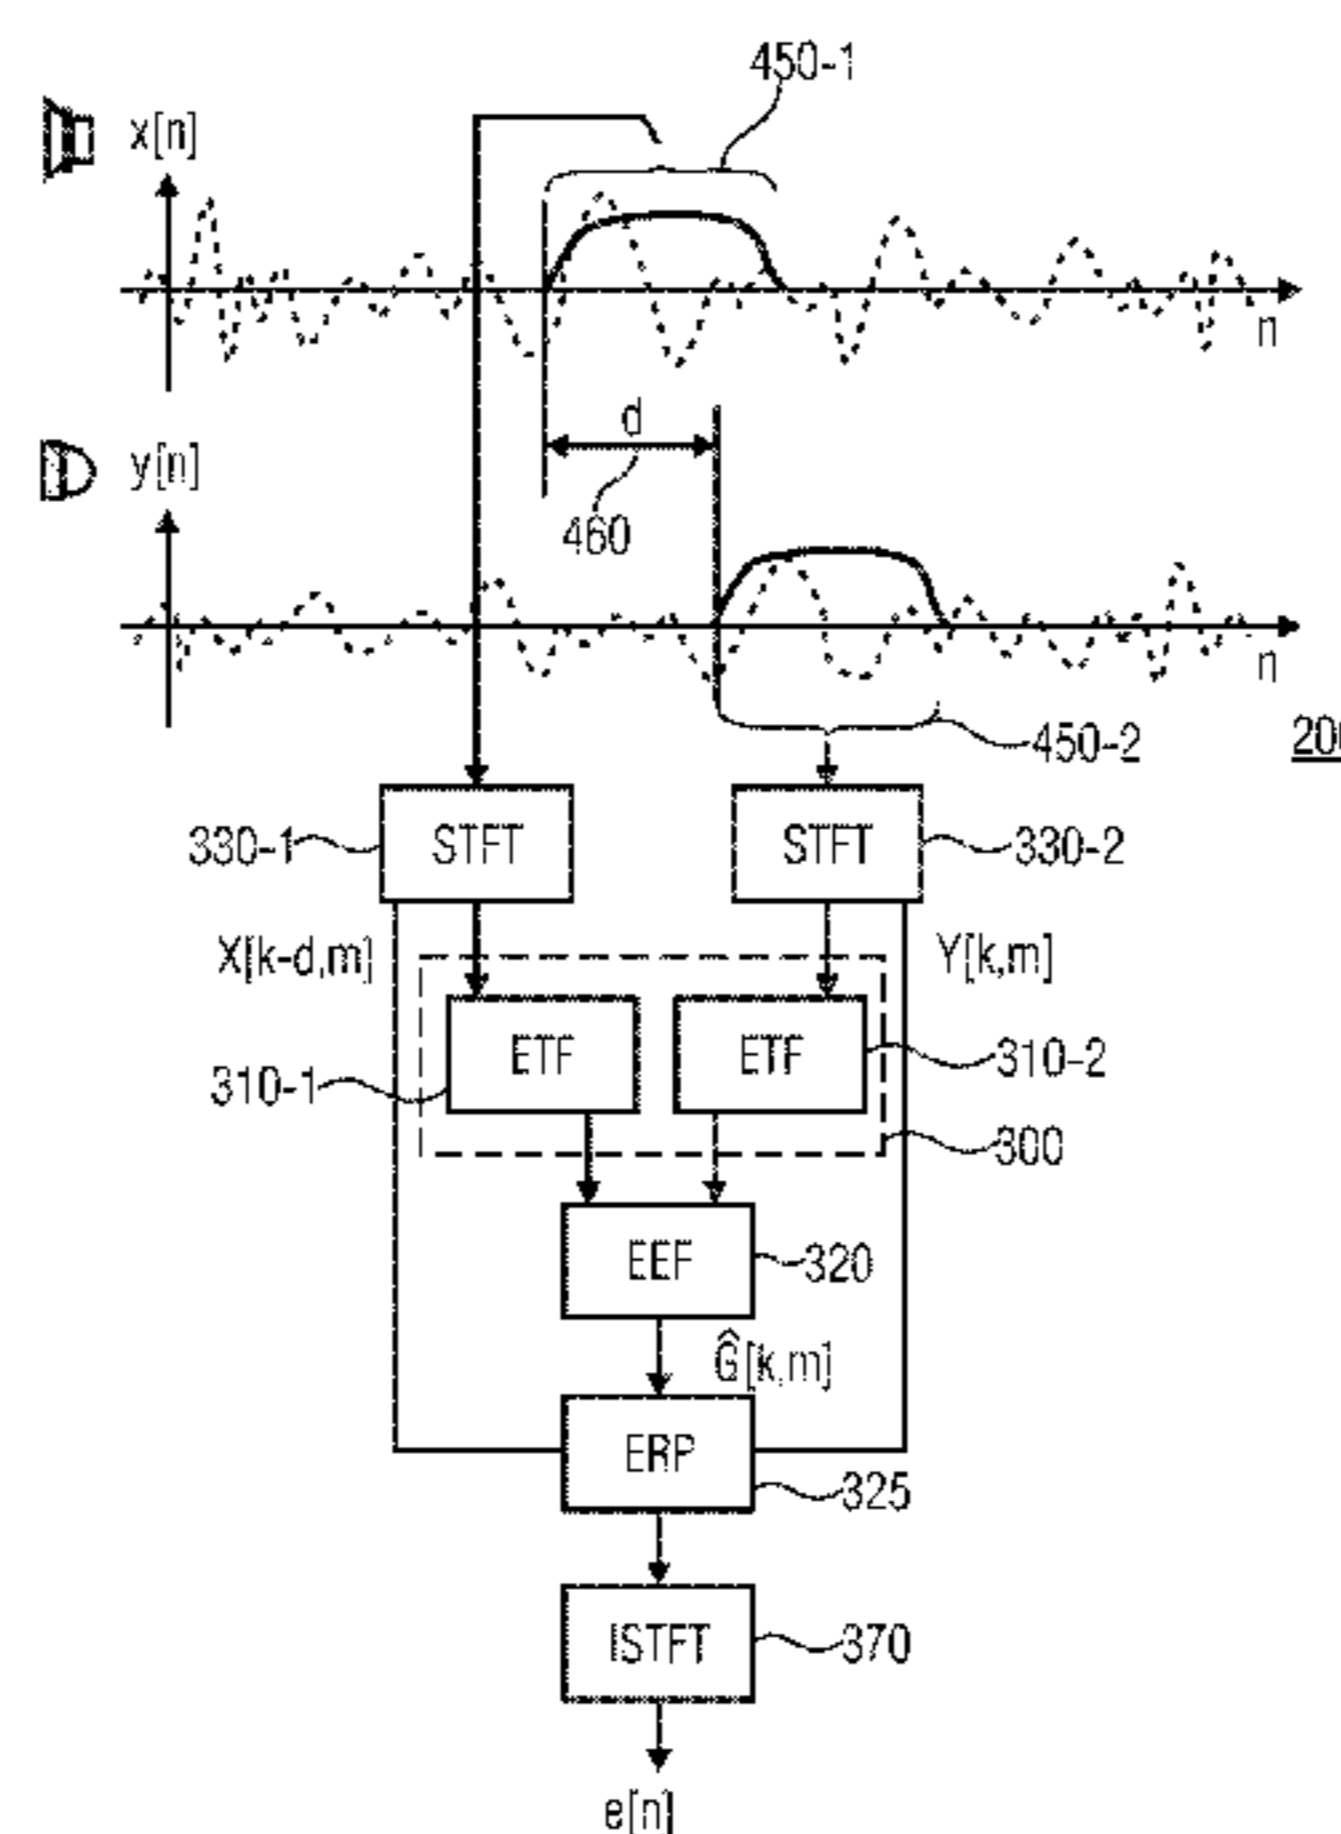 450-1
x[n]
n
d
y[n]
460
n
450-2
200
STFT
STFT
330-1
330-2
X[k-d,m]
Y[k,m]
ETF
ETF
310-1
310-2
300
EEF
320
Ĝ[k,m]
ERP
325
ISTFT
370
e[n]